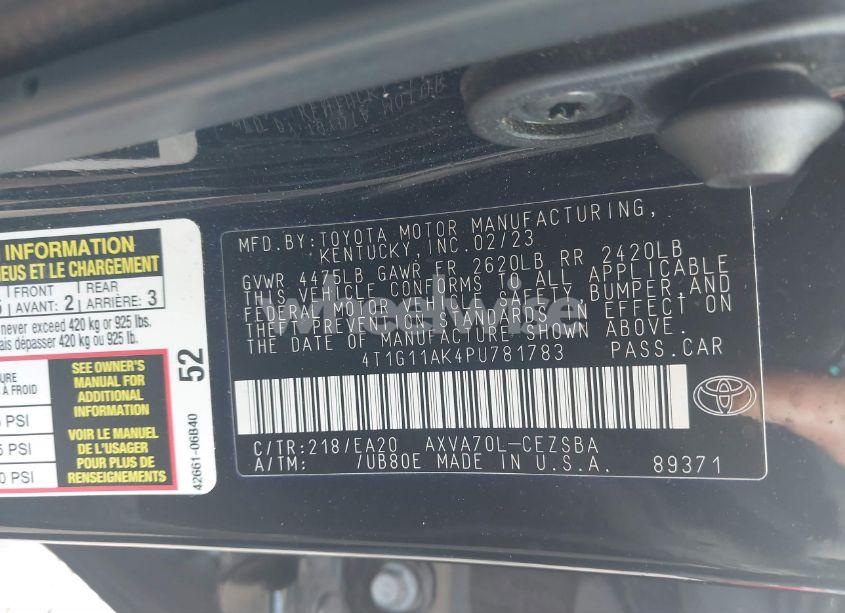 MFD.BY:TOYOTA MOTOR MANUFACTURING,
KENTUCKY, INC.02/23
GVWR 4475LB GAWR FR 2620LB RR 2420LB
THIS VEHICLE CONFORMS TO ALL APPLICABLE
FEDERAL MOTOR VEHICLE SAFETY, BUMPER, AND
THEFT PREVENTION STANDARDS IN EFFECT ON
THE DATE OF MANUFACTURE SHOWN ABOVE.
4T1G11AK4PU781783 PASS.CAR
C/TR:218/EA20 AXVA70L-CEZSBA
A/TM: /UB80E MADE IN U.S.A. 89371
wheelwise
INFORMATION
EUS ET LE CHARGEMENT
FRONT
AVANT: 2
REAR
ARRIÈRE: 3
never exceed 420 kg or 925 lbs.
ais dépasser 420 kg ou 925 lb.
À FROID
PSI
PSI
PSI
SEE OWNER'S
MANUAL FOR
ADDITIONAL
INFORMATION
VOIR LE MANUEL
DE L'USAGER
POUR PLUS DE
RENSEIGNEMENTS
52
42661-06B40